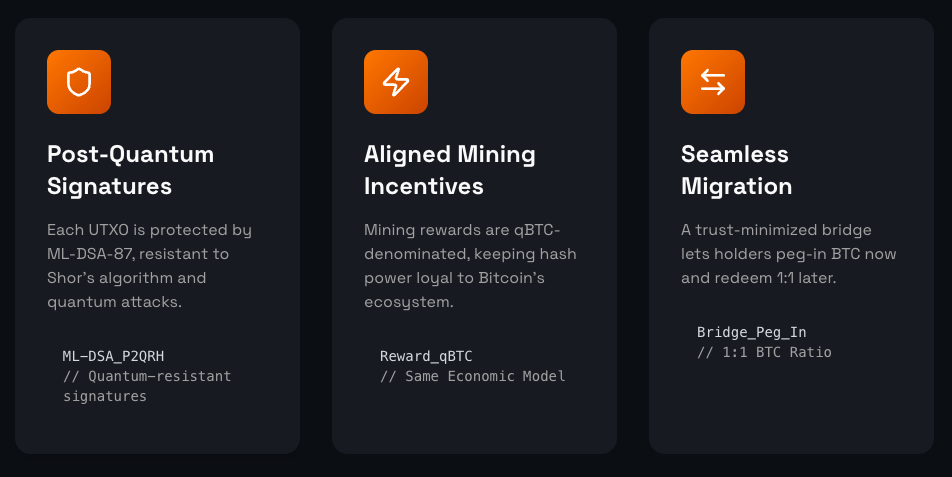 Post-Quantum
Signatures
Each UTXO is protected by
ML-DSA-87, resistant to
Shor's algorithm and
quantum attacks.
ML-DSA_P2QRH
// Quantum-resistant
signatures
Aligned Mining
Incentives
Mining rewards are qBTC-
denominated, keeping hash
power loyal to Bitcoin's
ecosystem.
Reward_qBTC
// Same Economic Model
Seamless
Migration
A trust-minimized bridge
lets holders peg-in BTC now
and redeem 1:1 later.
Bridge_Peg_In
// 1:1 BTC Ratio